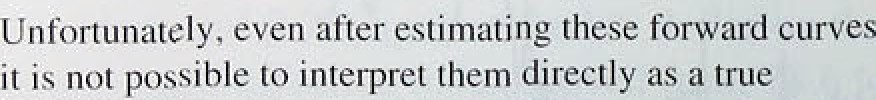 Unfortunately, even after estimating these forward curves
it is not possible to interpret them directly as a true